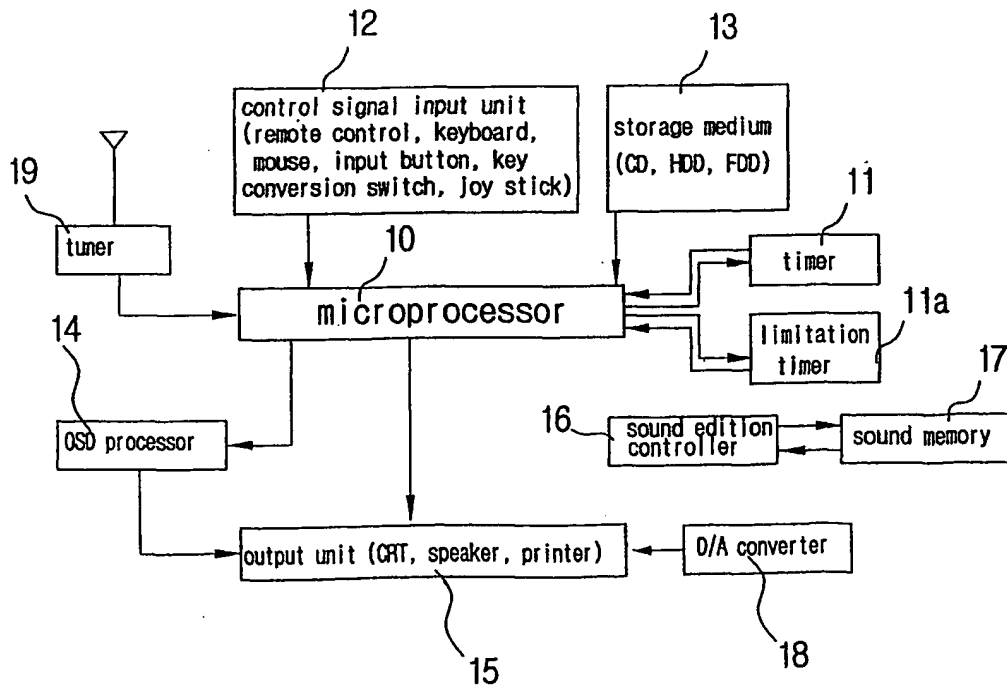 12
13
control signal input unit
(remote control, keyboard,
mouse, input button, key
conversion switch, joy stick)
storage medium
(CD, HDD, FDD)
19
tuner
11
timer
10
microprocessor
11a
limitation
timer
14
OSD processor
17
16
sound edition
controller
sound memory
output unit (CRT, speaker, printer)
D/A converter
15
18